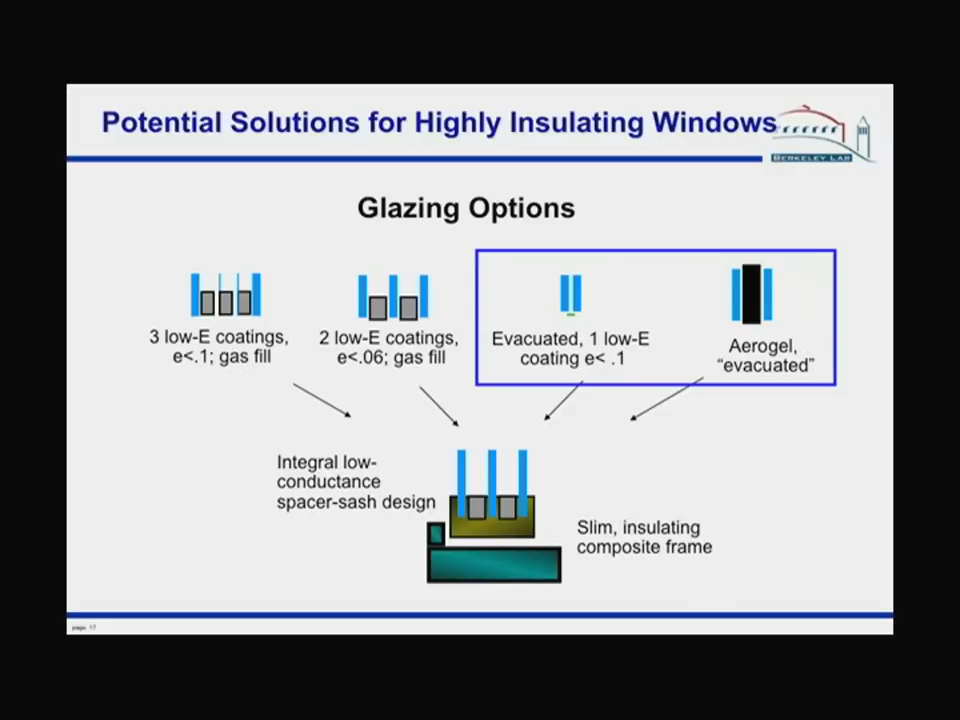 Potential Solutions for Highly Insulating Windows
BERKELEY LAB
Glazing Options
3 low-E coatings,
e<.1; gas fill
2 low-E coatings,
e<.06; gas fill
Evacuated, 1 low-E
coating e< .1
Aerogel,
“evacuated”
Integral low-
conductance
spacer-sash design
Slim, insulating
composite frame
page 17